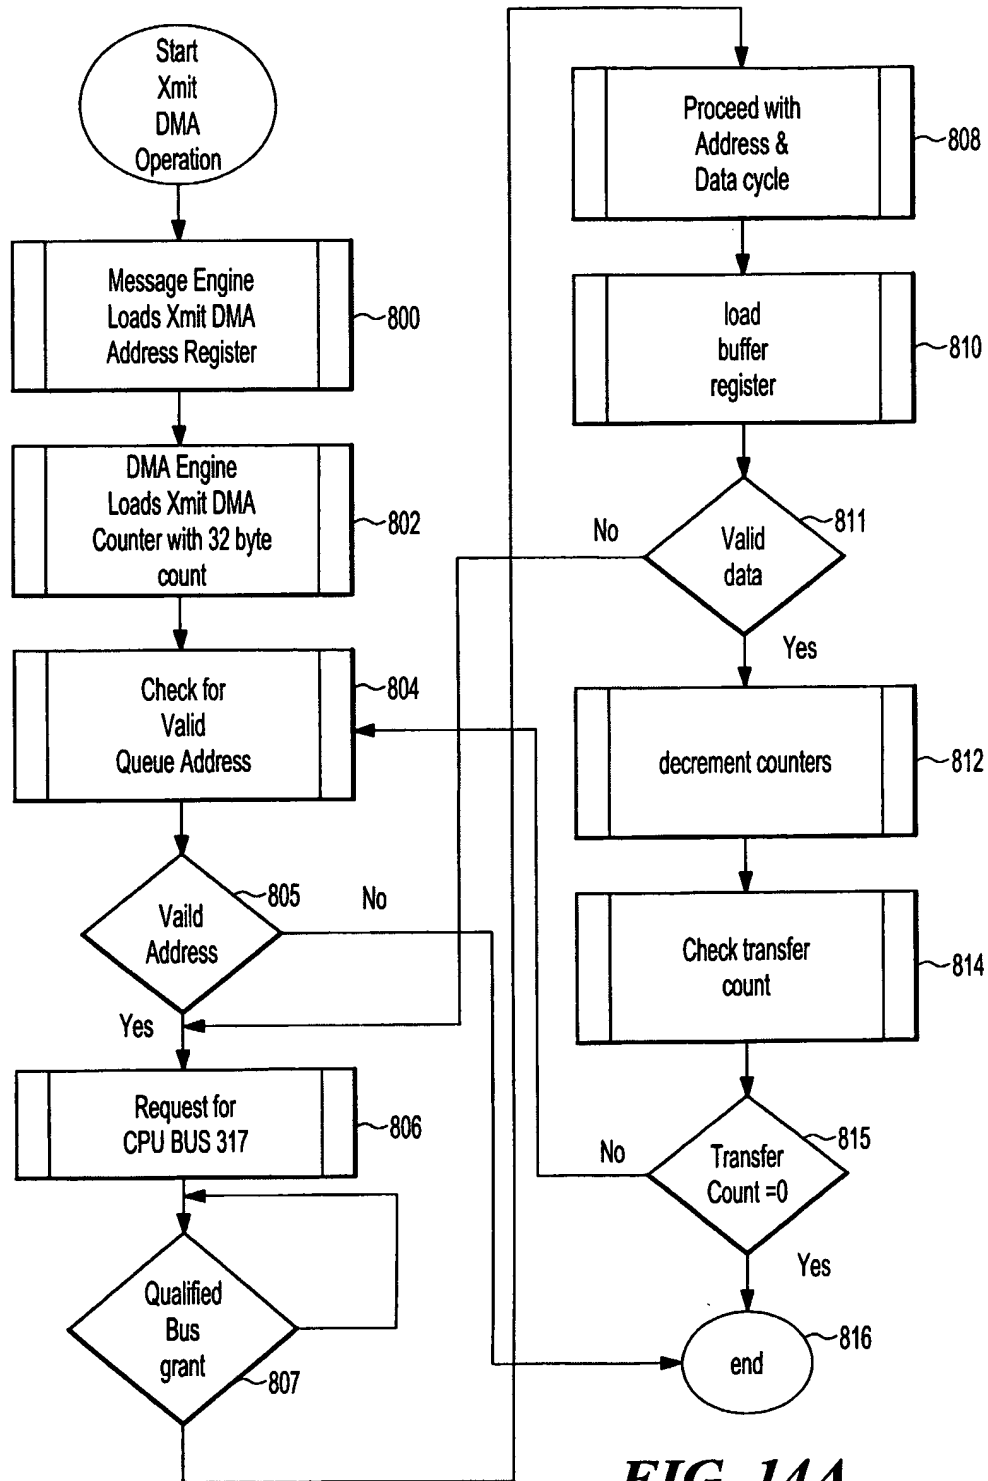 Start
Xmit
DMA
Operation
Message Engine
Loads Xmit DMA
Address Register
800
DMA Engine
Loads Xmit DMA
Counter with 32 byte
count
802
Check for
Valid
Queue Address
804
Vaild
Address
805
No
Yes
Request for
CPU BUS 317
806
Qualified
Bus
grant
807
Proceed with
Address &
Data cycle
808
load
buffer
register
810
Valid
data
811
No
Yes
decrement counters
812
Check transfer
count
814
Transfer
Count =0
815
No
Yes
end
816
FIG. 14A